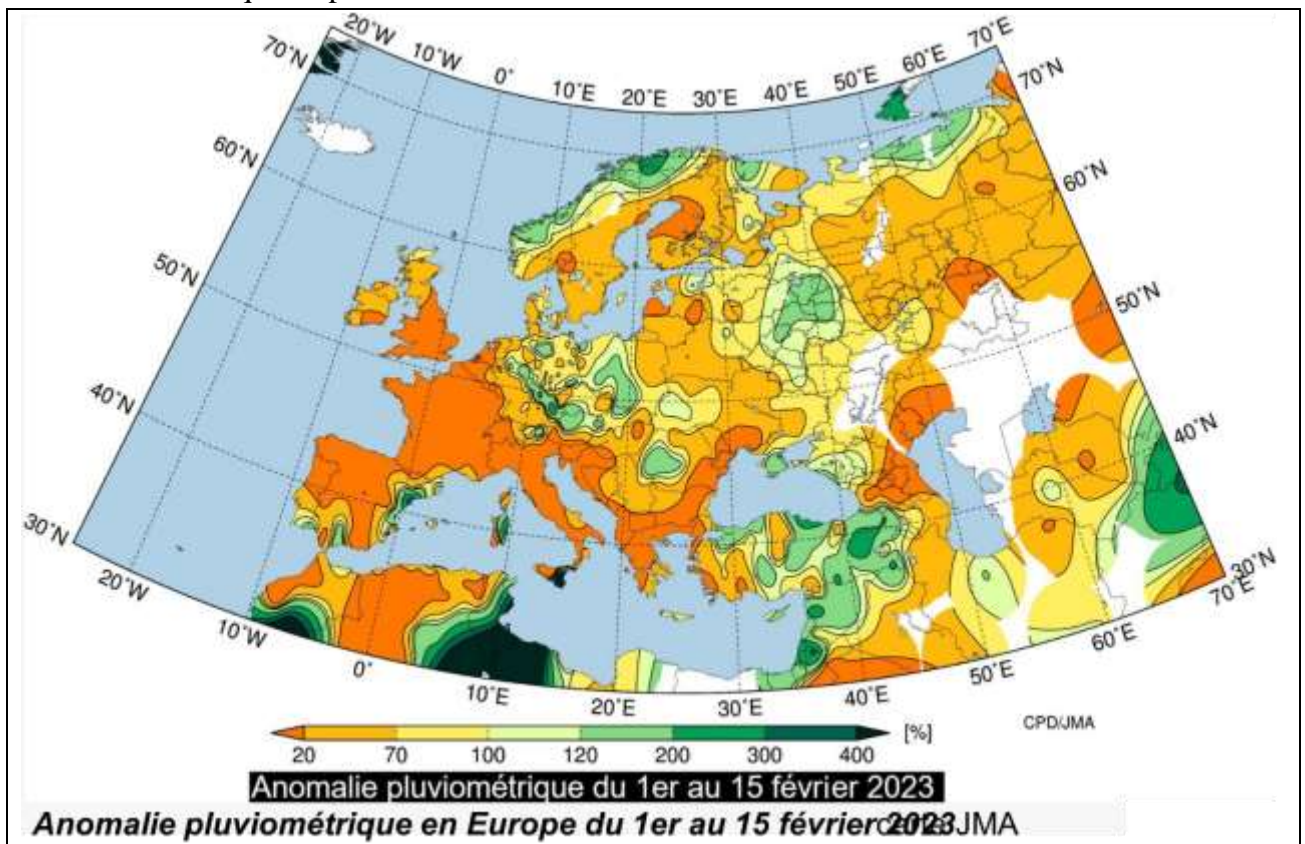 20°W 10°W 0° 10°E 20°E 30°E 40°E 50°E 60°E 70°E
70°N 70°N
60°N 60°N
50°N 50°N
40°N 40°N
30°N 30°N
20°W 10°W 0° 10°E 20°E 30°E 40°E 50°E 60°E 70°E
[%]
CPD/JMA
20 70 100 120 200 300 400
Anomalie pluviométrique du 1er au 15 février 2023
Anomalie pluviométrique en Europe du 1er au 15 février 2023 JMA